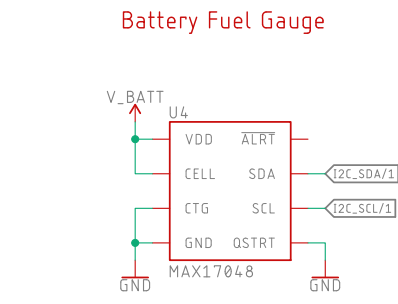 Battery Fuel Gauge
V_BATT
U4
VDD ALRT
CELL SDA I2C_SDA/1
CTG SCL I2C_SCL/1
GND QSTRT
MAX17048
GND GND